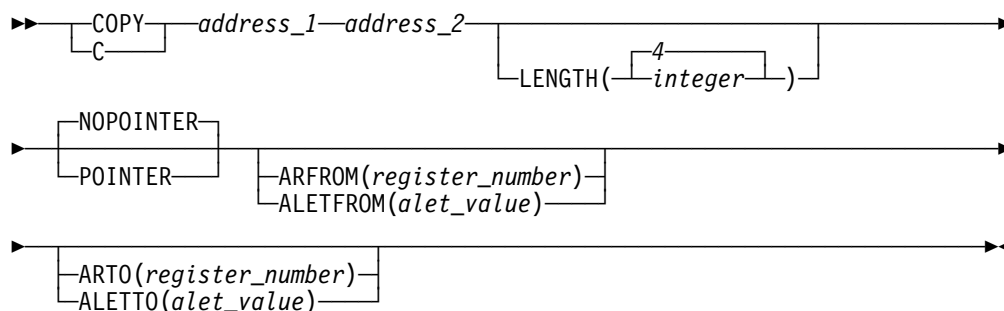 COPY address_1 address_2
C 4
LENGTH( integer )
NOPOINTER
POINTER ARFROM(register_number)
ALETFROM(alet_value)
ARTO(register_number)
ALETTO(alet_value)